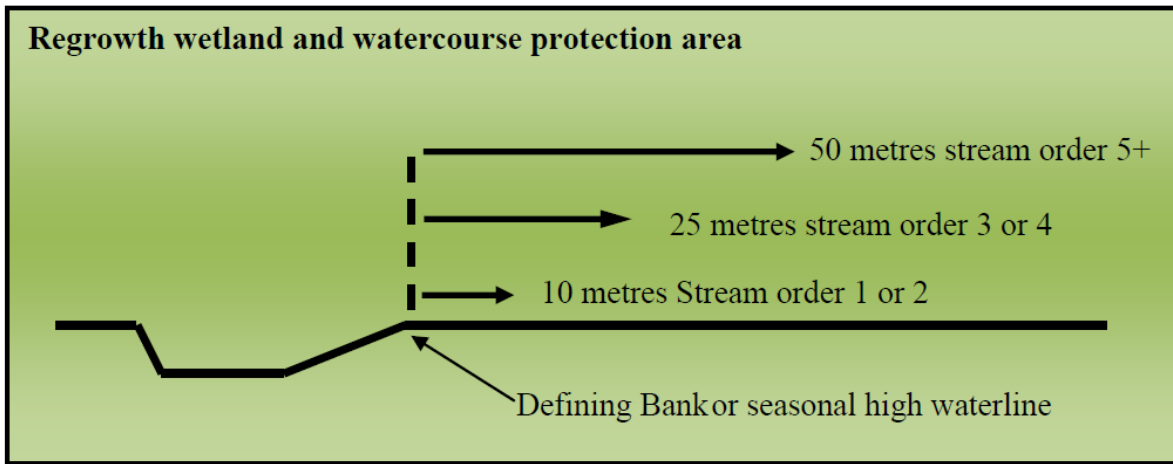 Regrowth wetland and watercourse protection area
50 metres stream order 5+
25 metres stream order 3 or 4
10 metres Stream order 1 or 2
Defining Bank or seasonal high waterline